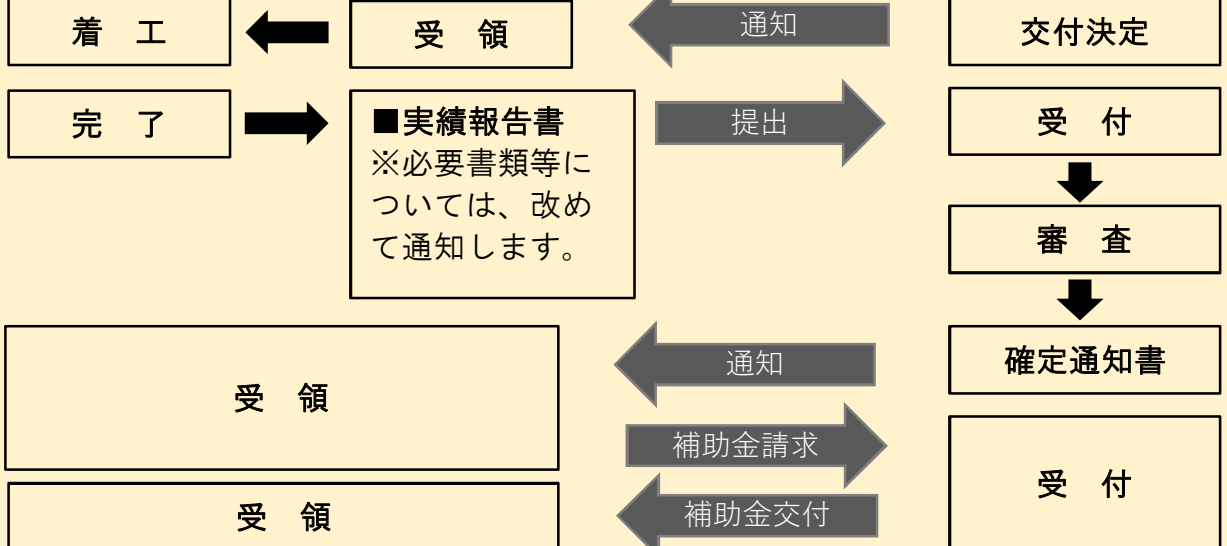 着　工
受　領
通知
交付決定
完　了
■実績報告書
※必要書類等に
ついては、改め
て通知します。
提出
受　付
審　査
受　領
通知
確定通知書
補助金請求
受　付
受　領
補助金交付